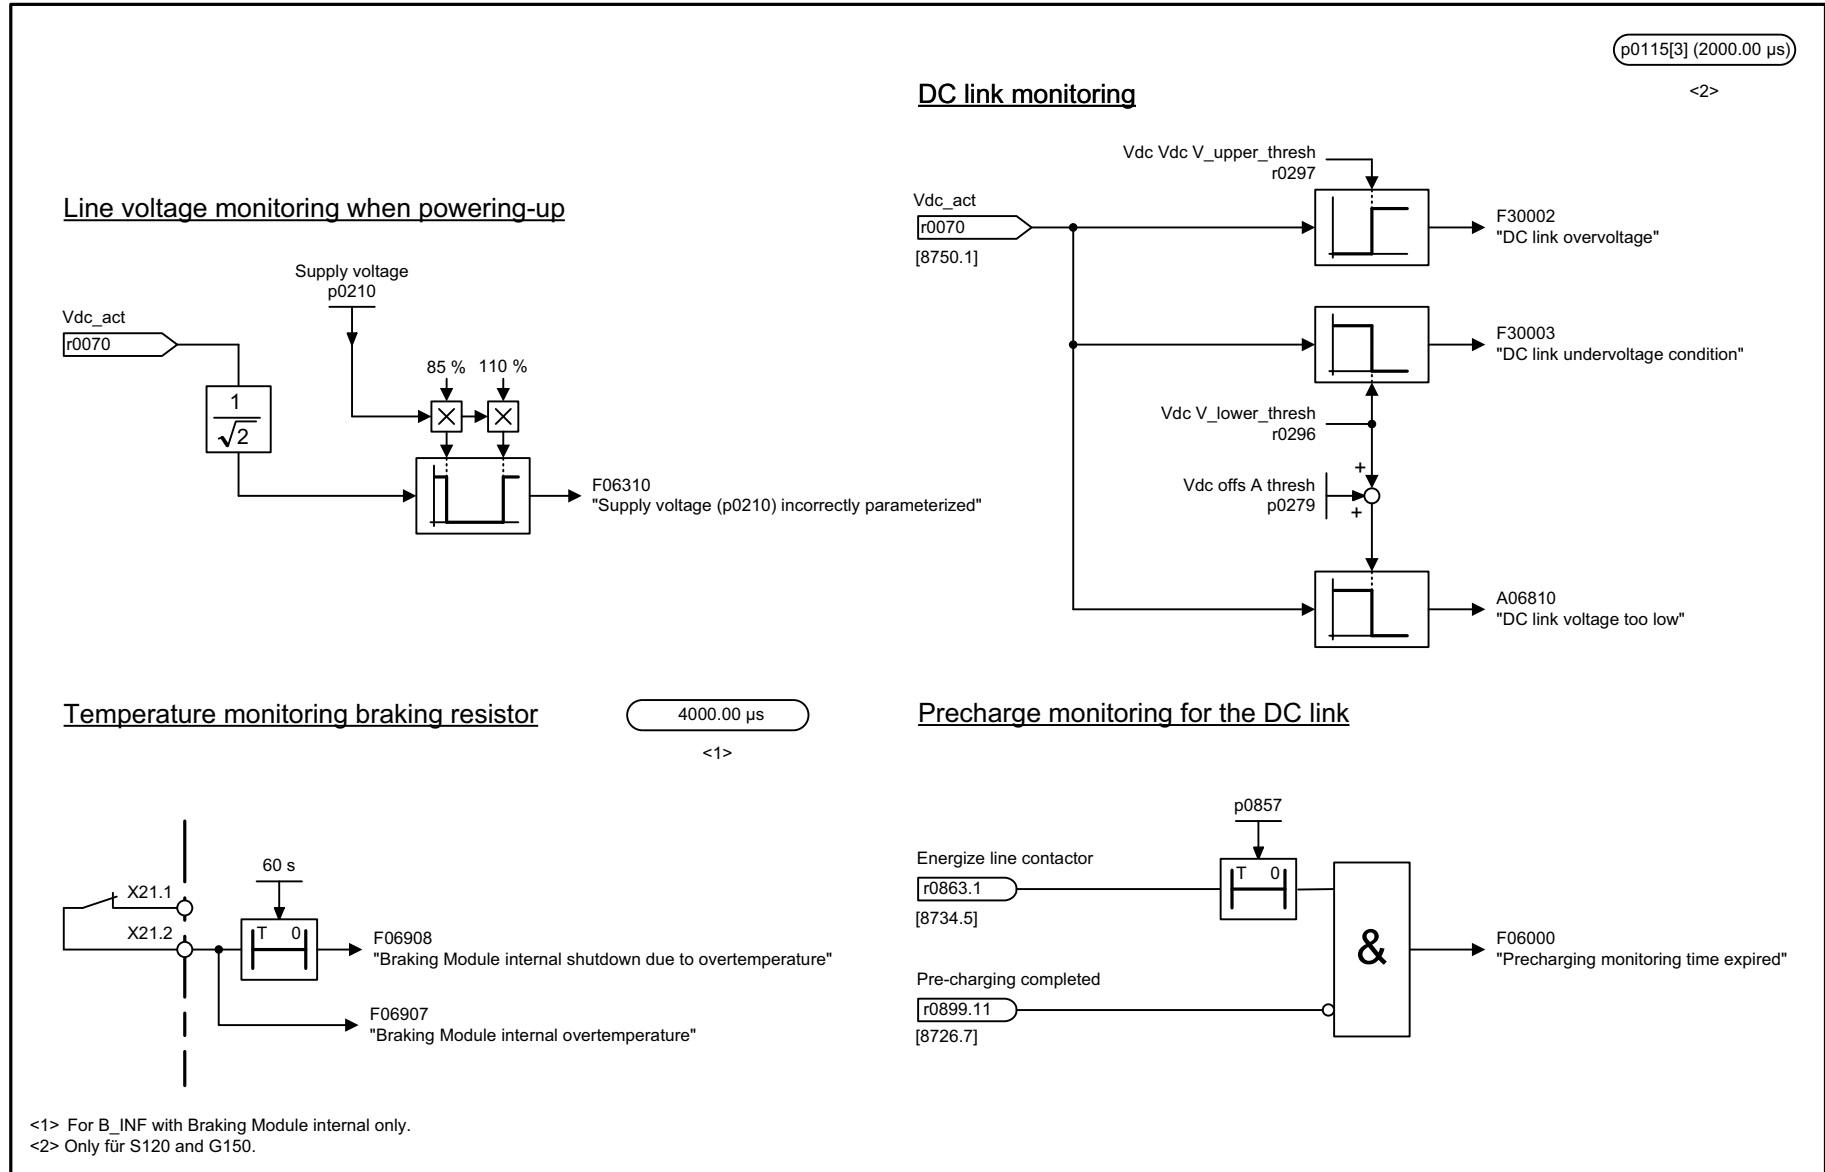 p0115[3] (2000.00 µs)
<2>
DC link monitoring
Vdc Vdc V_upper_thresh
r0297
Vdc_act
r0070
[8750.1]
F30002
"DC link overvoltage"
F30003
"DC link undervoltage condition"
Vdc V_lower_thresh
r0296
+
Vdc offs A thresh
p0279
+
A06810
"DC link voltage too low"
Line voltage monitoring when powering-up
Supply voltage
p0210
Vdc_act
r0070
85 %
110 %
1
√2
F06310
"Supply voltage (p0210) incorrectly parameterized"
Temperature monitoring braking resistor
4000.00 µs
<1>
60 s
X21.1
X21.2
T 0
F06908
"Braking Module internal shutdown due to overtemperature"
F06907
"Braking Module internal overtemperature"
Precharge monitoring for the DC link
p0857
Energize line contactor
r0863.1
[8734.5]
T 0
&
F06000
"Precharging monitoring time expired"
Pre-charging completed
r0899.11
[8726.7]
<1> For B_INF with Braking Module internal only.
<2> Only für S120 and G150.